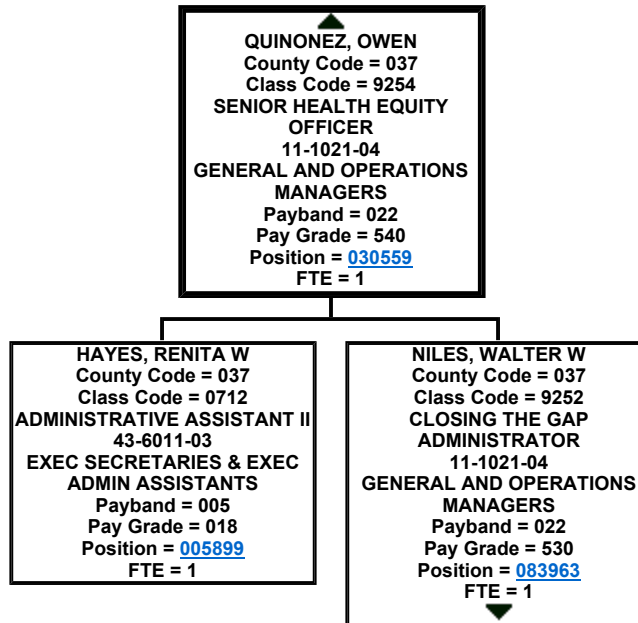 QUINONEZ, OWEN
County Code = 037
Class Code = 9254
SENIOR HEALTH EQUITY
OFFICER
11-1021-04
GENERAL AND OPERATIONS
MANAGERS
Payband = 022
Pay Grade = 540
Position = 030559
FTE = 1
HAYES, RENITA W
County Code = 037
Class Code = 0712
ADMINISTRATIVE ASSISTANT II
43-6011-03
EXEC SECRETARIES & EXEC
ADMIN ASSISTANTS
Payband = 005
Pay Grade = 018
Position = 005899
FTE = 1
NILES, WALTER W
County Code = 037
Class Code = 9252
CLOSING THE GAP
ADMINISTRATOR
11-1021-04
GENERAL AND OPERATIONS
MANAGERS
Payband = 022
Pay Grade = 530
Position = 083963
FTE = 1